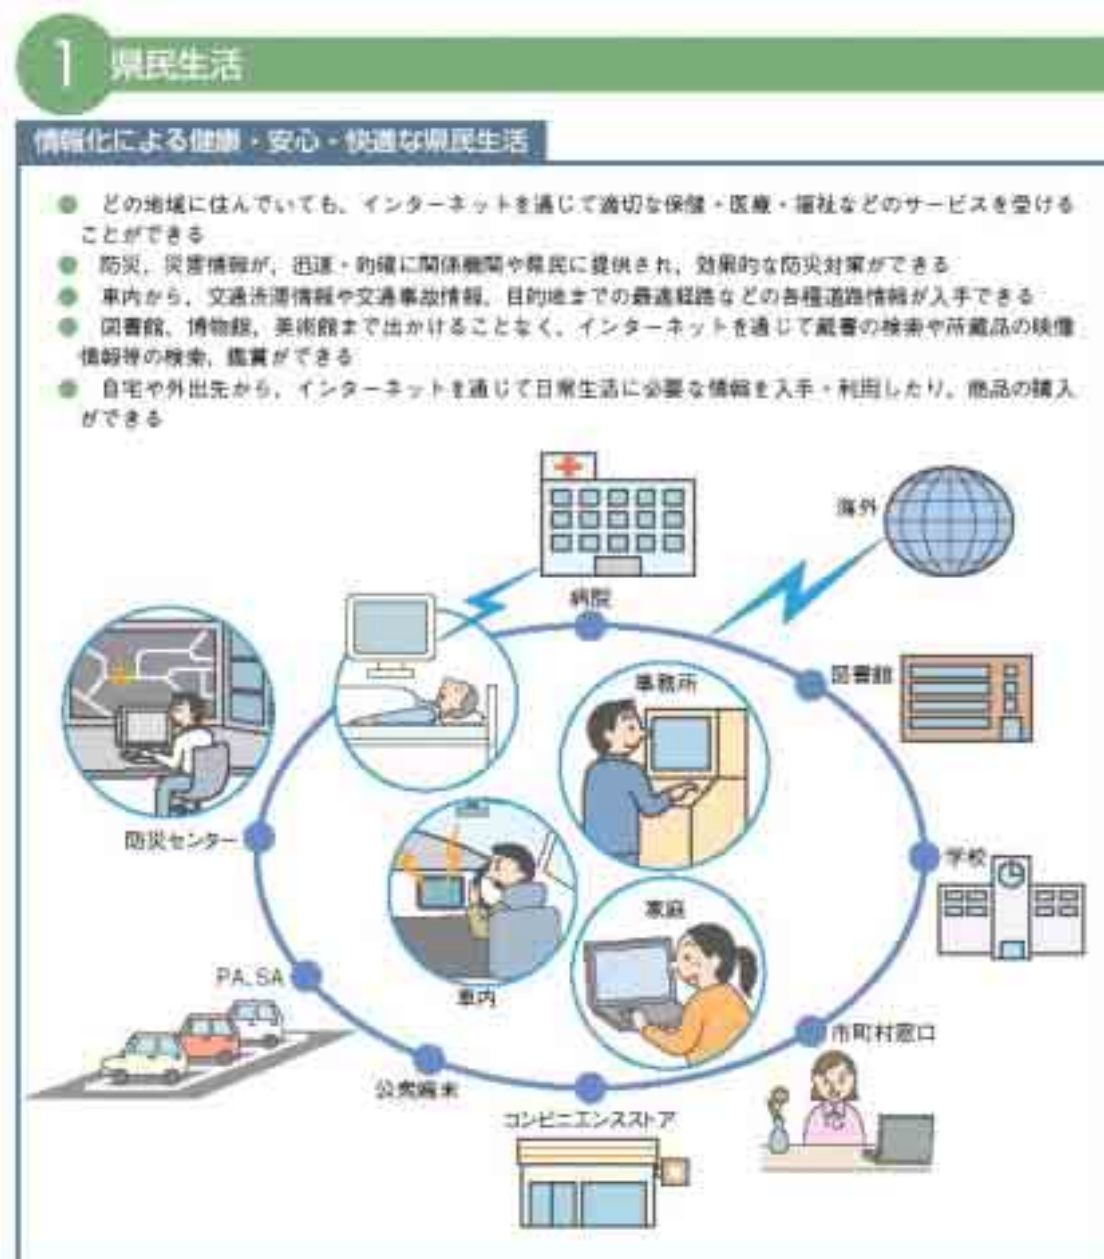 1 県民生活
情報化による健康・安心・快適な県民生活
● どの地域に住んでいても、インターネットを通じて適切な保健・医療・福祉などのサービスを受ける
ことができる
● 防災、災害情報が、迅速・的確に関係機関や県民に提供され、効果的な防災対策ができる
● 車内から、交通渋滞情報や交通事故情報、目的地までの最適経路などの各種道路情報が入手できる
● 図書館、博物館、美術館まで出かけることなく、インターネットを通じて蔵書の検索や所蔵品の映像
情報等の検索、鑑賞ができる
● 自宅や外出先から、インターネットを通じて日常生活に必要な情報を入手・利用したり、商品の購入
ができる
海外
病院
図書館
事務所
防災センター
学校
家庭
PA、SA
車内
市町村窓口
公衆端末
コンビニエンスストア